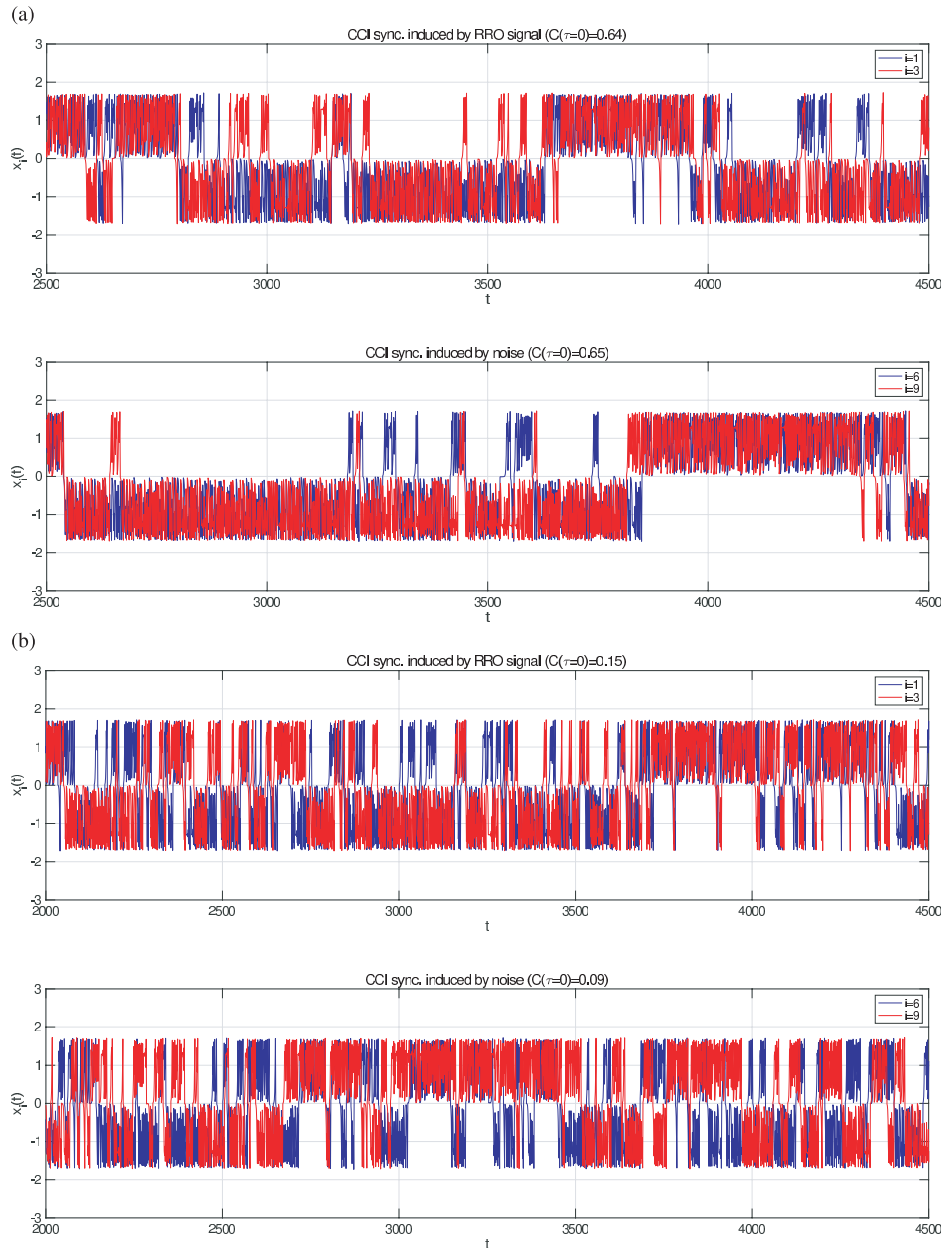 (a)
CCI sync. induced by RRO signal (C(τ=0)=0.64)
3
2
1
0
-1
-2
-3
x_i(t)
i=1
i=3
2500 3000 3500 4000 4500
t
CCI sync. induced by noise (C(τ=0)=0.65)
3
2
1
0
-1
-2
-3
x_i(t)
i=6
i=9
2500 3000 3500 4000 4500
t
(b)
CCI sync. induced by RRO signal (C(τ=0)=0.15)
3
2
1
0
-1
-2
-3
x_i(t)
i=1
i=3
2000 2500 3000 3500 4000 4500
t
CCI sync. induced by noise (C(τ=0)=0.09)
3
2
1
0
-1
-2
-3
x_i(t)
i=6
i=9
2000 2500 3000 3500 4000 4500
t